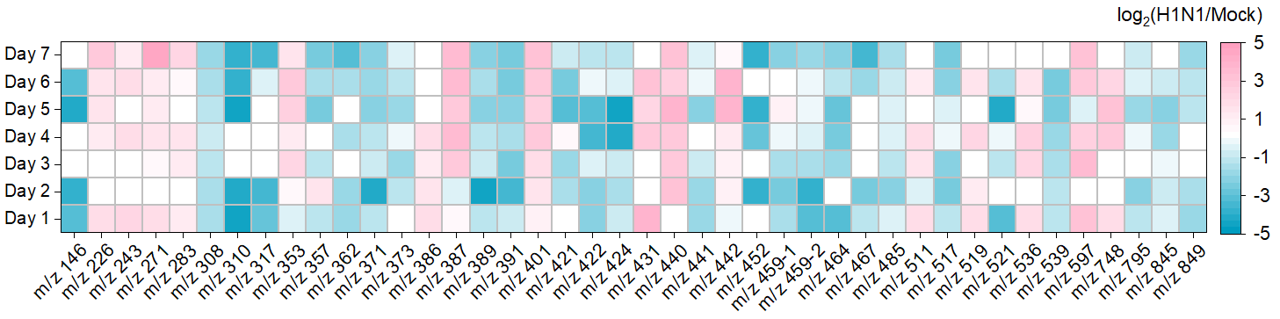 log2(H1N1/Mock)
Day 7
Day 6
Day 5
Day 4
Day 3
Day 2
Day 1
5
3
1
-1
-3
-5
m/z 146
m/z 226
m/z 243
m/z 271
m/z 283
m/z 308
m/z 310
m/z 317
m/z 353
m/z 357
m/z 362
m/z 371
m/z 373
m/z 386
m/z 387
m/z 389
m/z 391
m/z 401
m/z 421
m/z 422
m/z 424
m/z 431
m/z 440
m/z 441
m/z 442
m/z 452
m/z 459-1
m/z 459-2
m/z 464
m/z 467
m/z 485
m/z 511
m/z 517
m/z 519
m/z 521
m/z 536
m/z 539
m/z 597
m/z 748
m/z 795
m/z 845
m/z 849